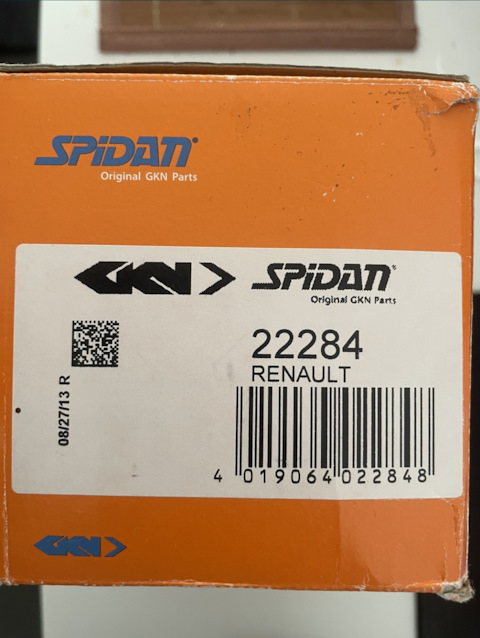 SPiDAN
Original GKN Parts
GKN
SPiDAN
Original GKN Parts
22284
RENAULT
08/27/13 R
4 019064 022848
GKN